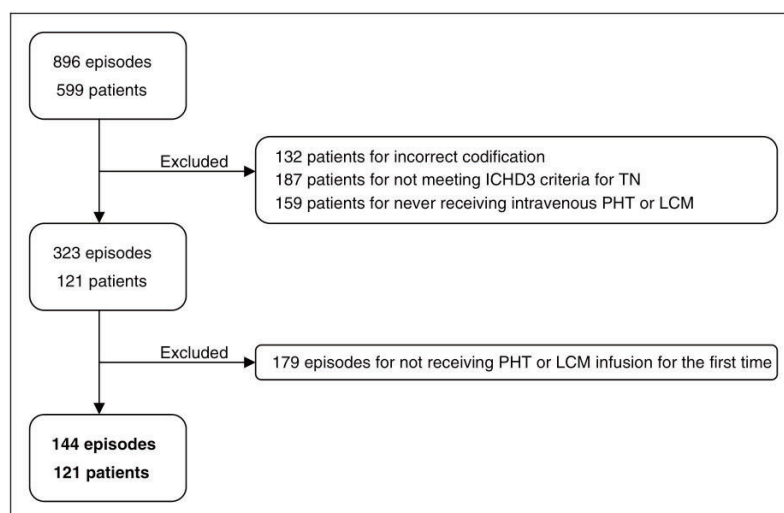 896 episodes
599 patients
Excluded
132 patients for incorrect codification
187 patients for not meeting ICHD3 criteria for TN
159 patients for never receiving intravenous PHT or LCM
323 episodes
121 patients
Excluded
179 episodes for not receiving PHT or LCM infusion for the first time
144 episodes
121 patients